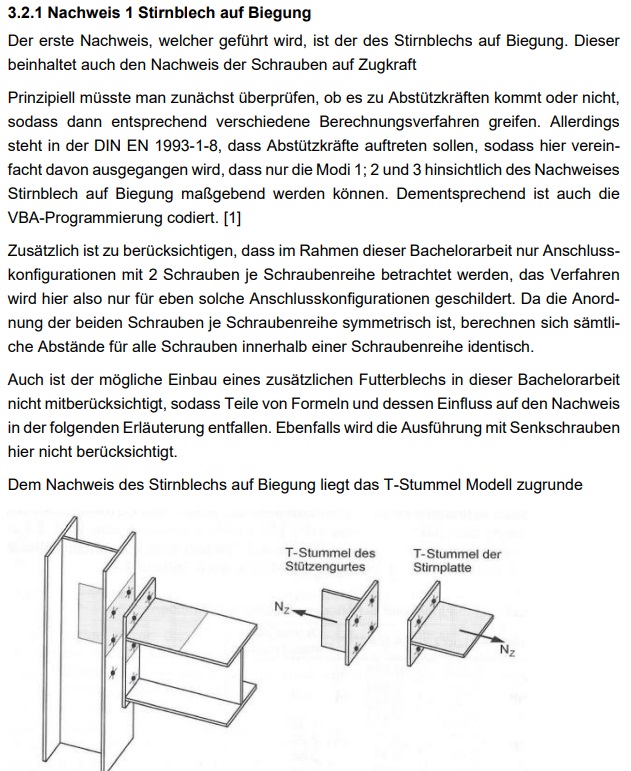 3.2.1 Nachweis 1 Stirnblech auf Biegung
Der erste Nachweis, welcher geführt wird, ist der des Stirnblechs auf Biegung. Dieser
beinhaltet auch den Nachweis der Schrauben auf Zugkraft
Prinzipiell müsste man zunächst überprüfen, ob es zu Abstützkräften kommt oder nicht,
sodass dann entsprechend verschiedene Berechnungsverfahren greifen. Allerdings
steht in der DIN EN 1993-1-8, dass Abstützkräfte auftreten sollen, sodass hier verein-
facht davon ausgegangen wird, dass nur die Modi 1; 2 und 3 hinsichtlich des Nachweises
Stirnblech auf Biegung maßgebend werden können. Dementsprechend ist auch die
VBA-Programmierung codiert. [1]
Zusätzlich ist zu berücksichtigen, dass im Rahmen dieser Bachelorarbeit nur Anschluss-
konfigurationen mit 2 Schrauben je Schraubenreihe betrachtet werden, das Verfahren
wird hier also nur für eben solche Anschlusskonfigurationen geschildert. Da die Anord-
nung der beiden Schrauben je Schraubenreihe symmetrisch ist, berechnen sich sämtli-
che Abstände für alle Schrauben innerhalb einer Schraubenreihe identisch.
Auch ist der mögliche Einbau eines zusätzlichen Futterblechs in dieser Bachelorarbeit
nicht mitberücksichtigt, sodass Teile von Formeln und dessen Einfluss auf den Nachweis
in der folgenden Erläuterung entfallen. Ebenfalls wird die Ausführung mit Senkschrauben
hier nicht berücksichtigt.
Dem Nachweis des Stirnblechs auf Biegung liegt das T-Stummel Modell zugrunde
T-Stummel des
Stützengurtes
T-Stummel der
Stirnplatte
Nz
Nz